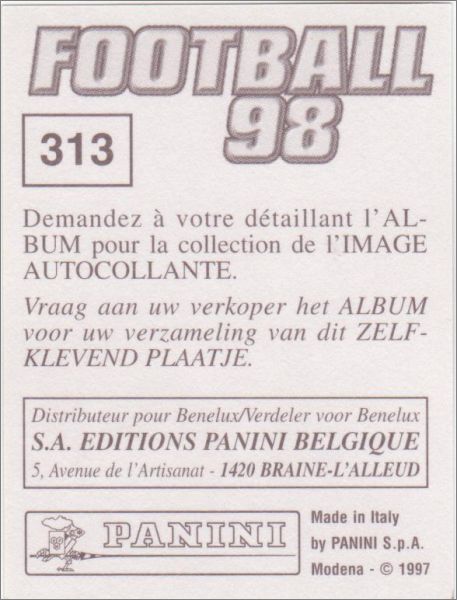 FOOTBALL
98
313
Demandez à votre détaillant l'AL-
BUM pour la collection de l'IMAGE
AUTOCOLLANTE.
Vraag aan uw verkoper het ALBUM
voor uw verzameling van dit ZELF-
KLEVEND PLAATJE.
Distributeur pour Benelux/Verdeler voor Benelux
S.A. EDITIONS PANINI BELGIQUE
5, Avenue de l'Artisanat - 1420 BRAINE-L'ALLEUD
PANINI
Made in Italy
by PANINI S.p.A.
Modena - © 1997